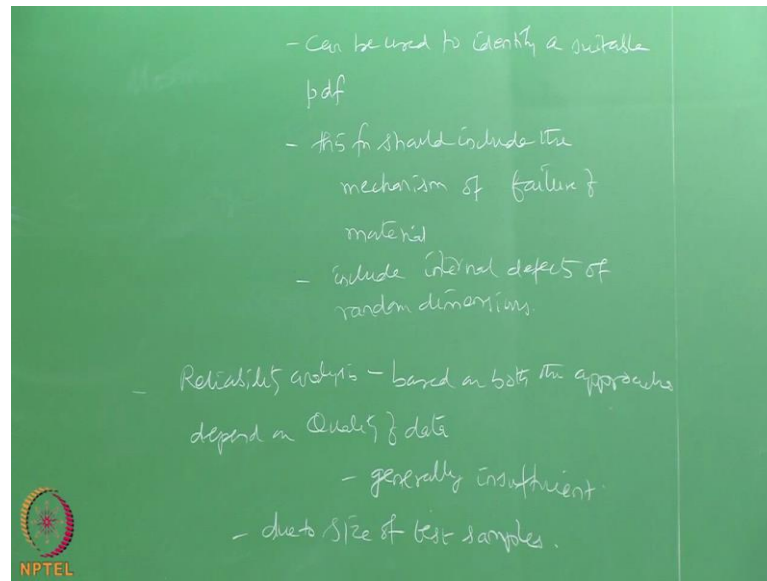 - Can be used to identify a suitable
pdf
- this fn should include the
mechanism of failure of
material
- include internal defects of
random dimensions.
- Reliability analysis - based on both the approaches
depend on Quality of data
- generally insufficient.
- due to size of test samples.
NPTEL